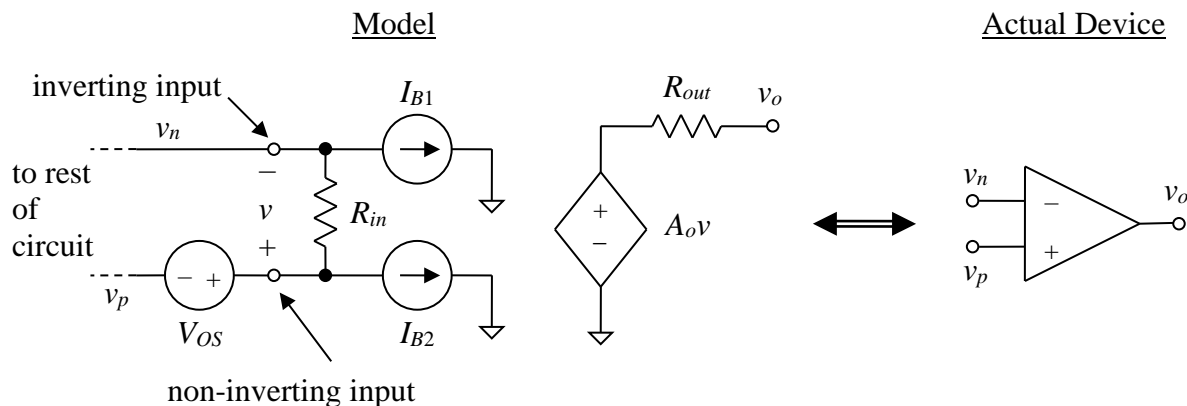 Model
Actual Device
inverting input
I_B1
R_out
v_o
v_n
to rest
of
circuit
−
v
+
R_in
+
−
A_o v
v_n
−
v_o
v_p
+
v_p
− +
V_OS
I_B2
non-inverting input